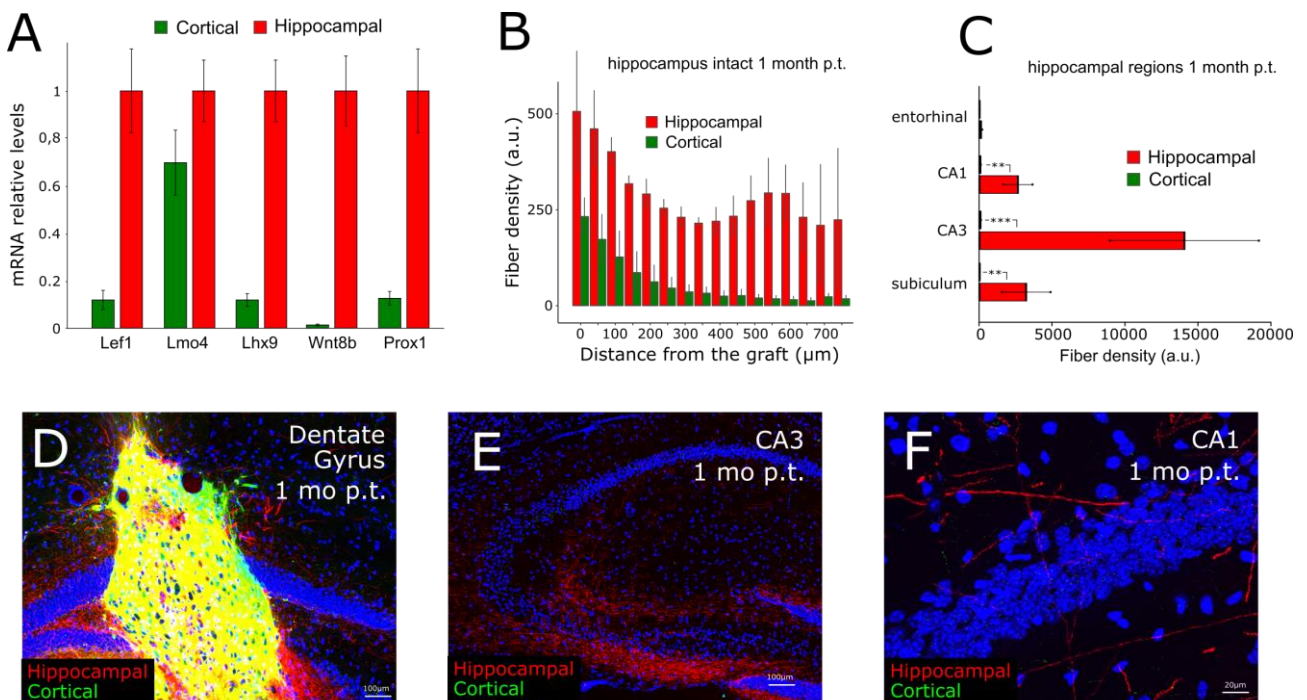 A
Cortical Hippocampal
mRNA relative levels
1
0,8
0.6
0.4
0.2
0
Lef1 Lmo4 Lhx9 Wnt8b Prox1
B
hippocampus intact 1 month p.t.
Hippocampal
Cortical
Fiber density (a.u.)
500
250
0
0 100 200 300 400 500 600 700
Distance from the graft (µm)
C
hippocampal regions 1 month p.t.
Hippocampal
Cortical
entorhinal
CA1
**
CA3
***
subiculum
**
0 5000 10000 15000 20000
Fiber density (a.u.)
D
Dentate
Gyrus
1 mo p.t.
Hippocampal
Cortical
100µm
E
CA3
1 mo p.t.
Hippocampal
Cortical
100µm
F
CA1
1 mo p.t.
Hippocampal
Cortical
20µm